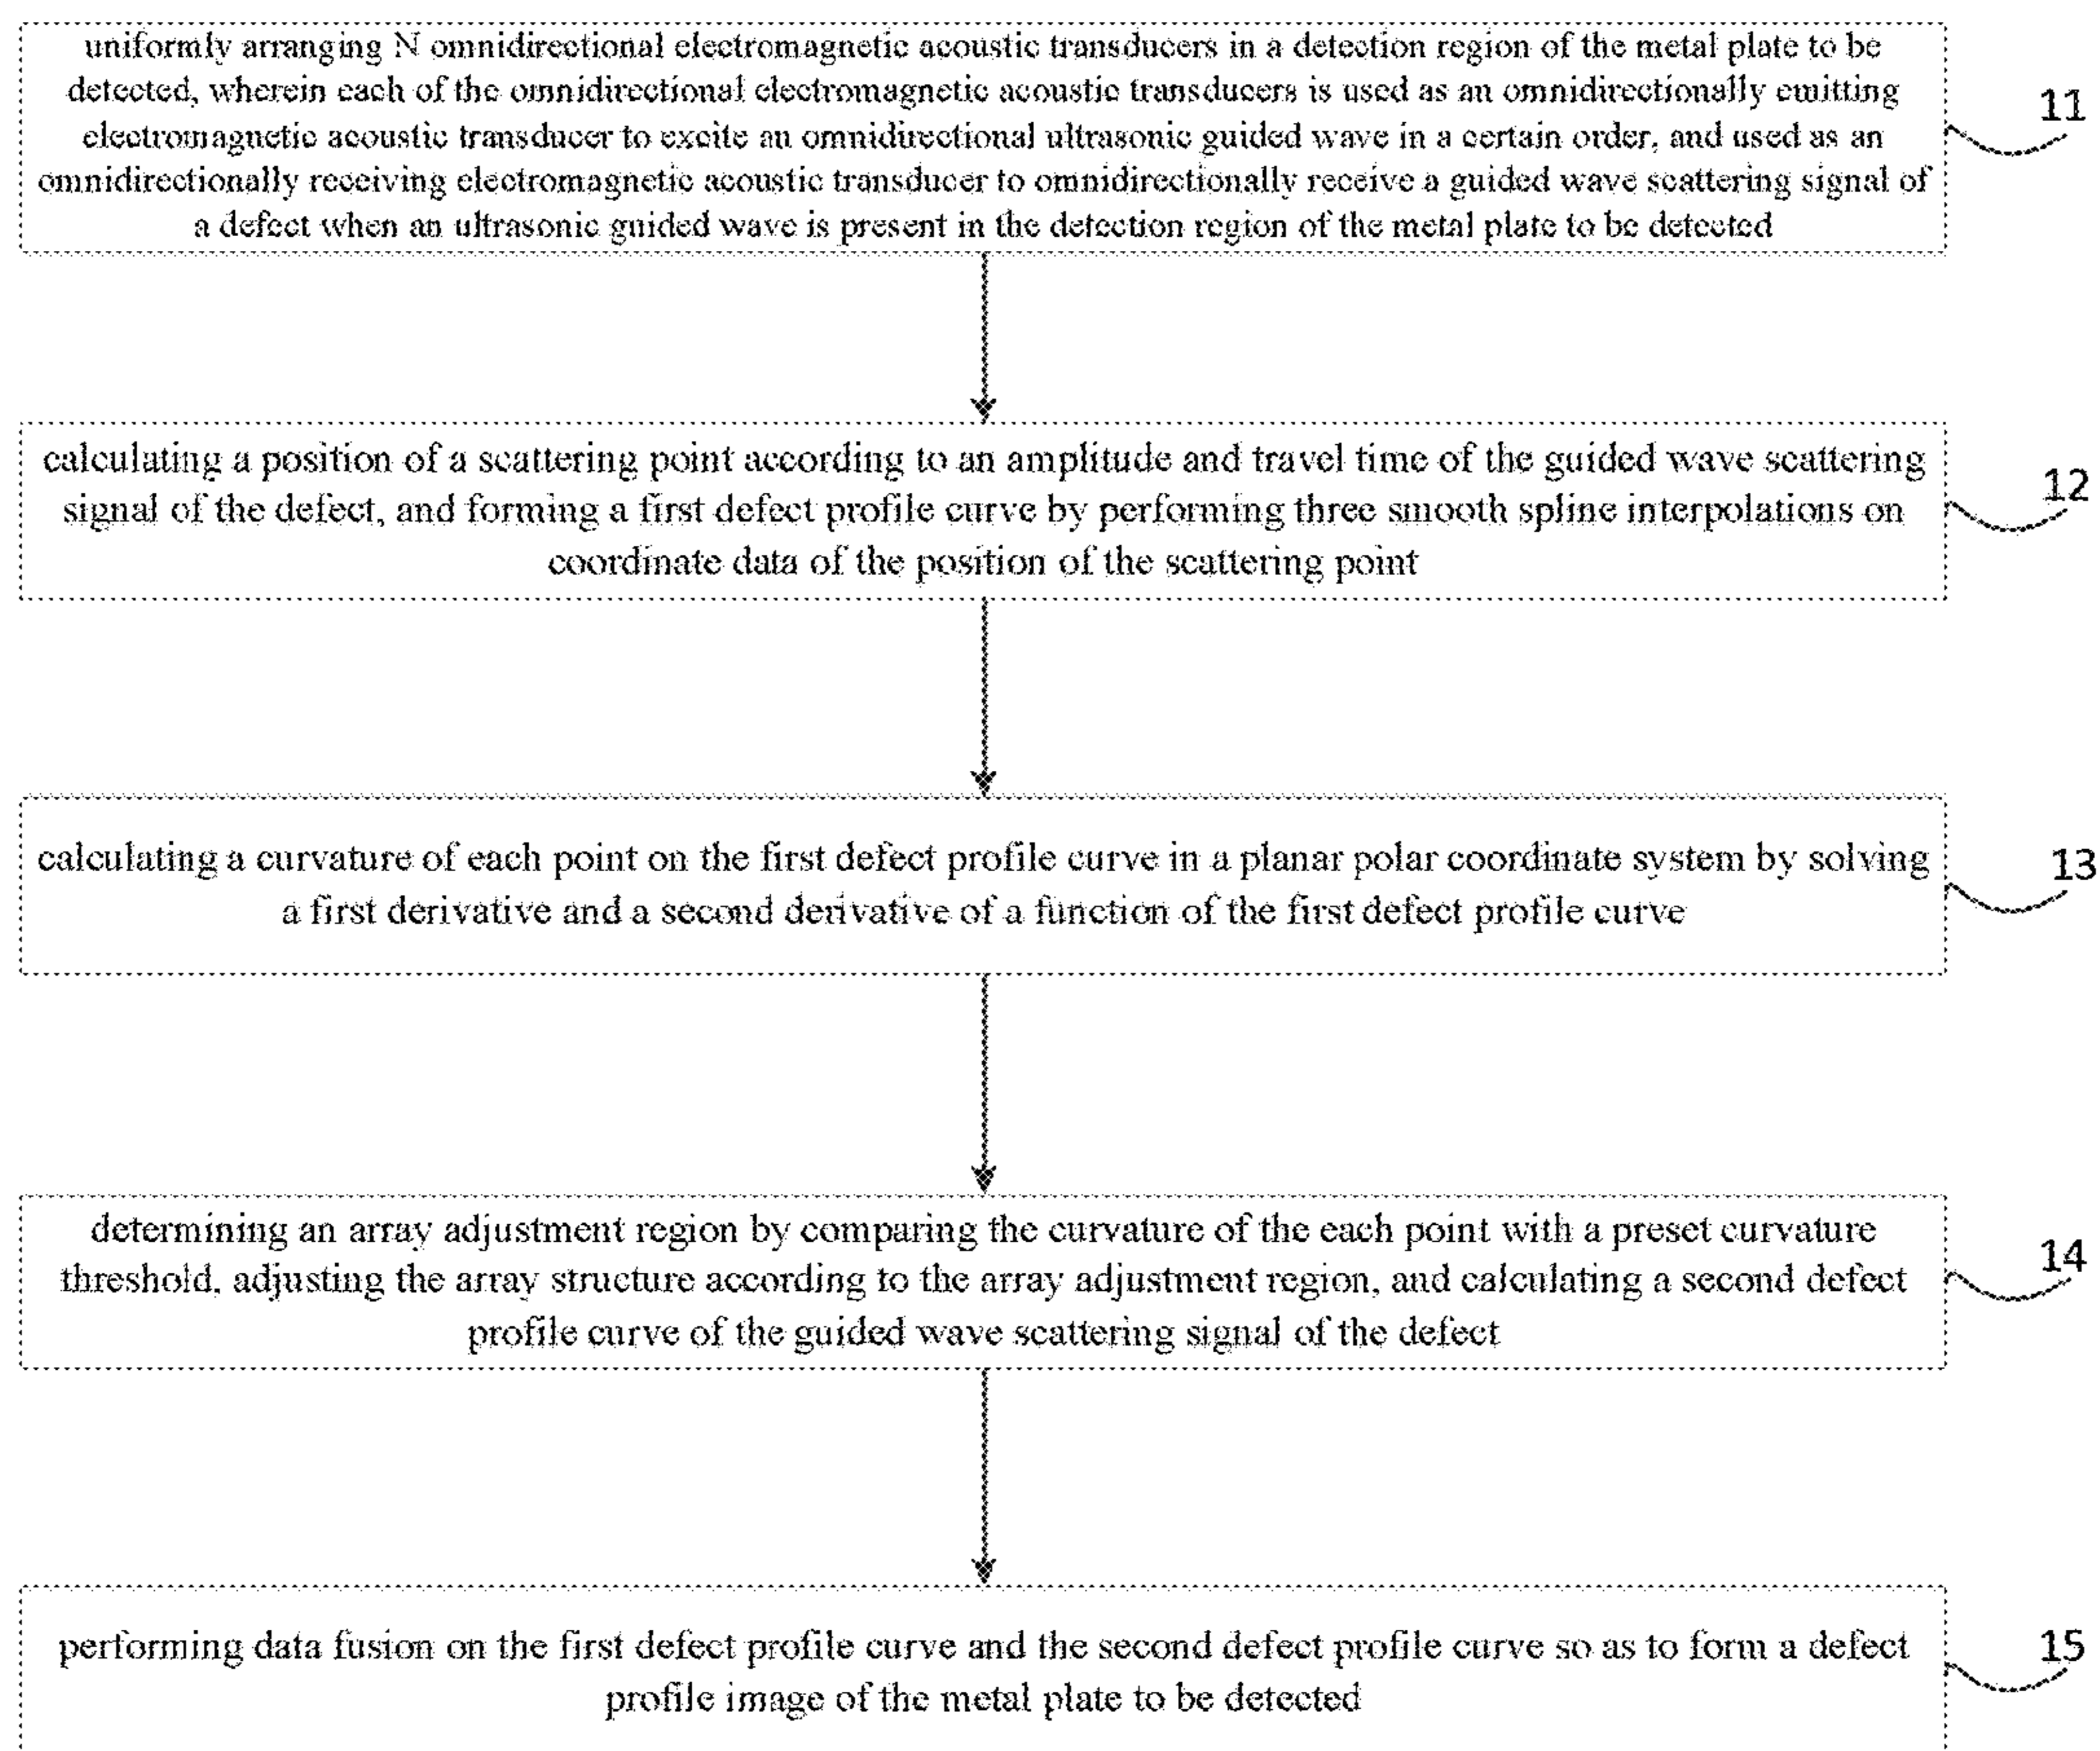 uniformly arranging N omnidirectional electromagnetic acoustic transducers in a detection region of the metal plate to be
detected, wherein each of the omnidirectional electromagnetic acoustic transducers is used as an omnidirectionally emitting
electromagnetic acoustic transducer to excite an omnidirectional ultrasonic guided wave in a certain order, and used as an
omnidirectionally receiving electromagnetic acoustic transducer to omnidirectionally receive a guided wave scattering signal of
a defect when an ultrasonic guided wave is present in the detection region of the metal plate to be detected
11
calculating a position of a scattering point according to an amplitude and travel time of the guided wave scattering
signal of the defect, and forming a first defect profile curve by performing three smooth spline interpolations on
coordinate data of the position of the scattering point
12
calculating a curvature of each point on the first defect profile curve in a planar polar coordinate system by solving
a first derivative and a second derivative of a function of the first defect profile curve
13
determining an array adjustment region by comparing the curvature of the each point with a preset curvature
threshold, adjusting the array structure according to the array adjustment region, and calculating a second defect
profile curve of the guided wave scattering signal of the defect
14
performing data fusion on the first defect profile curve and the second defect profile curve so as to form a defect
profile image of the metal plate to be detected
15